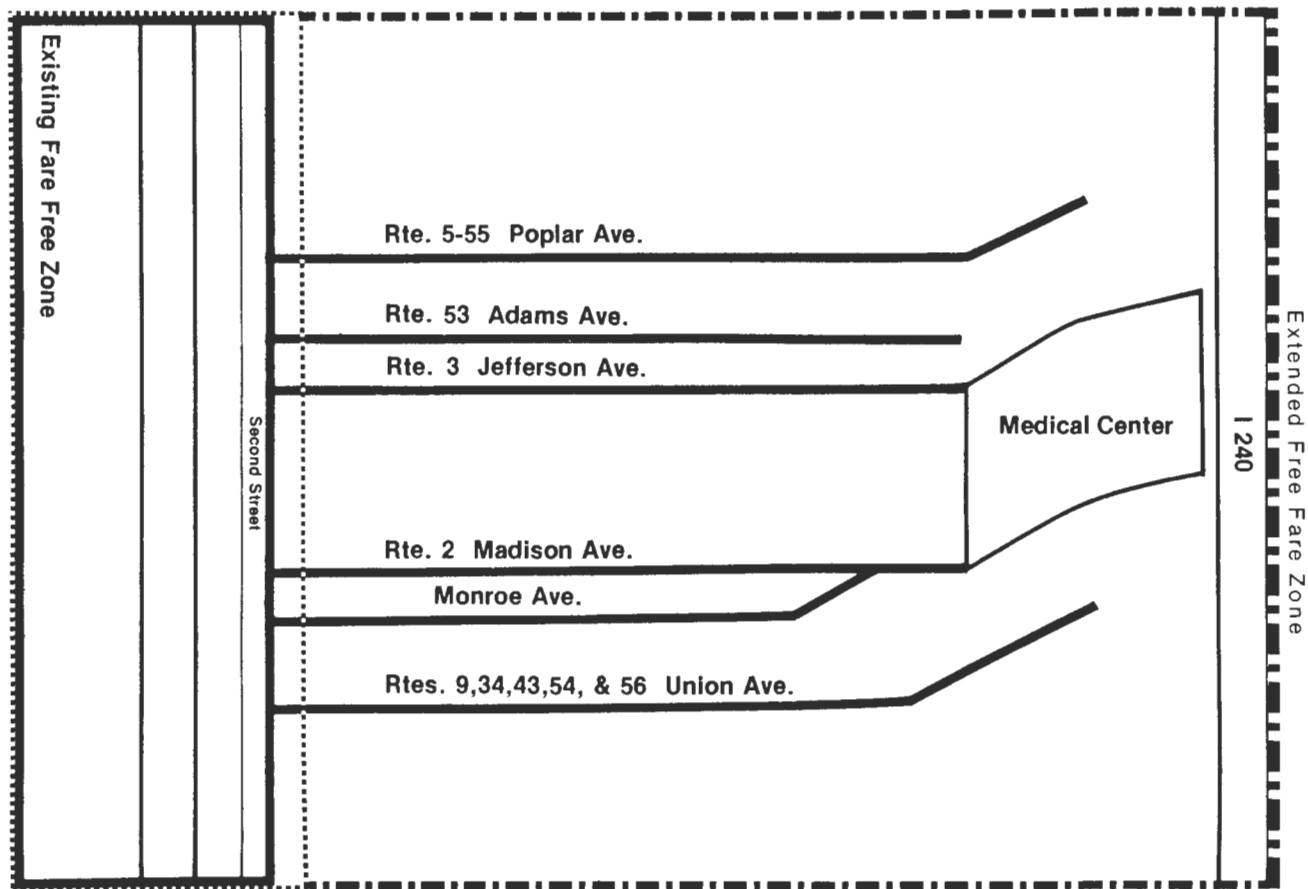 Existing Fare Free Zone
Rte. 5-55 Poplar Ave.
Rte. 53 Adams Ave.
Rte. 3 Jefferson Ave.
Second Street
Medical Center
I 240
Extended Free Fare Zone
Rte. 2 Madison Ave.
Monroe Ave.
Rtes. 9,34,43,54, & 56 Union Ave.